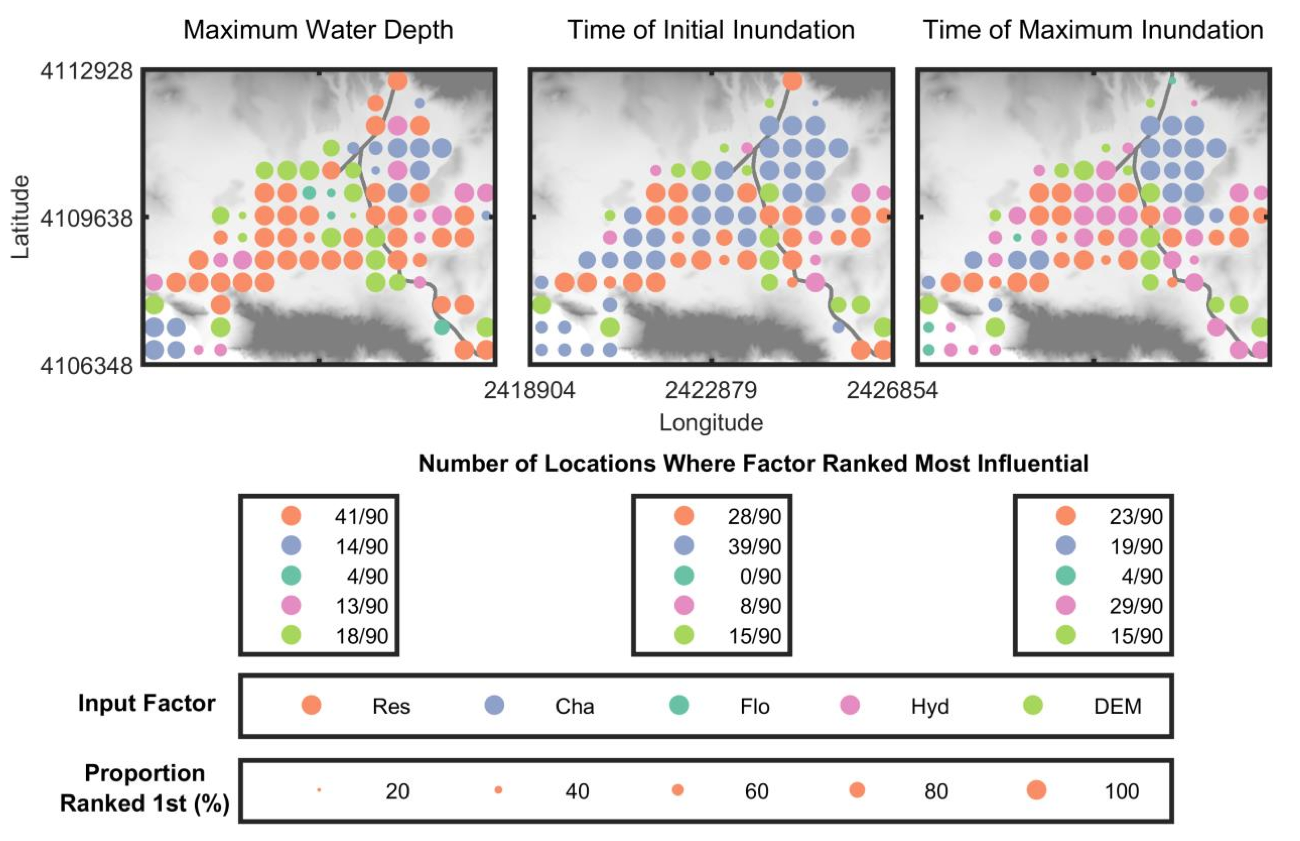 Maximum Water Depth
Time of Initial Inundation
Time of Maximum Inundation
4112928
4109638
4106348
Latitude
2418904
2422879
2426854
Longitude
Number of Locations Where Factor Ranked Most Influential
41/90
14/90
4/90
13/90
18/90
28/90
39/90
0/90
8/90
15/90
23/90
19/90
4/90
29/90
15/90
Input Factor
Res
Cha
Flo
Hyd
DEM
Proportion
Ranked 1st (%)
20
40
60
80
100